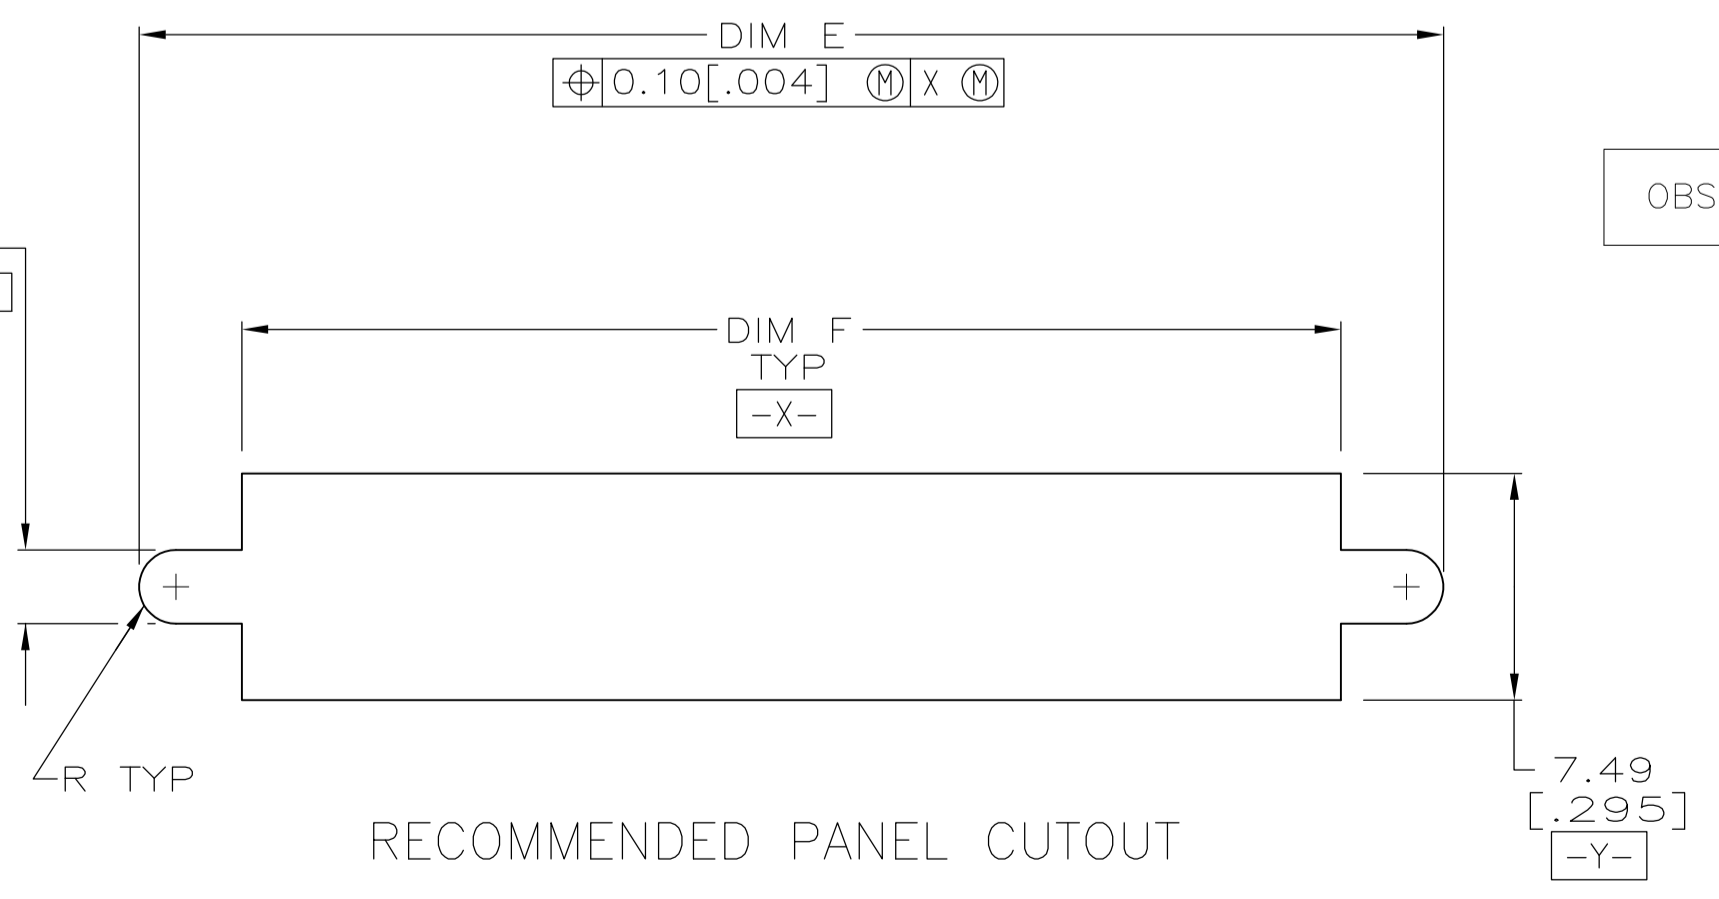 DIM E
⌖ 0.10[.004] Ⓜ X Ⓜ
OBS
DIM F
TYP
-X-
R TYP
7.49
[.295]
-Y-
RECOMMENDED PANEL CUTOUT